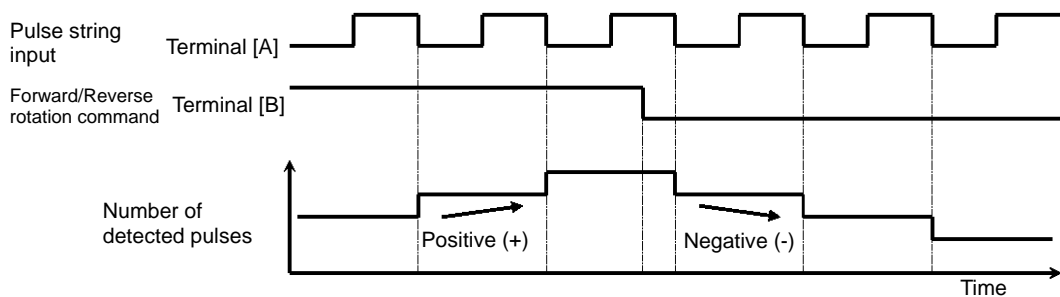 Pulse string
input
Terminal [A]
Forward/Reverse
rotation command
Terminal [B]
Number of
detected pulses
Positive (+)
Negative (-)
Time